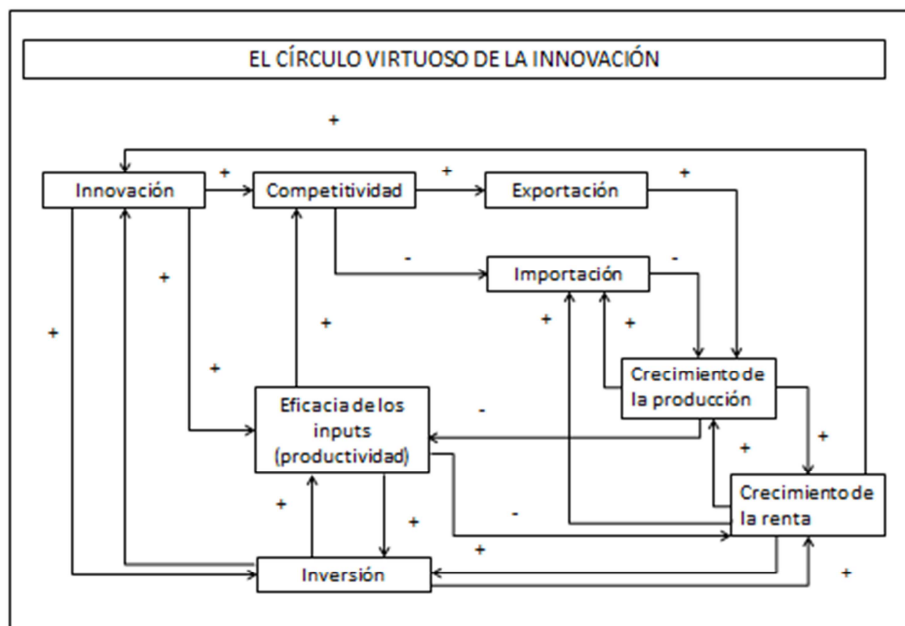 EL CÍRCULO VIRTUOSO DE LA INNOVACIÓN
+
Innovación
+
Competitividad
+
Exportación
+
+
-
Importación
-
+
+
+
+
+
Crecimiento de
la producción
Eficacia de los
inputs
(productividad)
-
+
+
Crecimiento de
la renta
+
+
-
+
Inversión
+